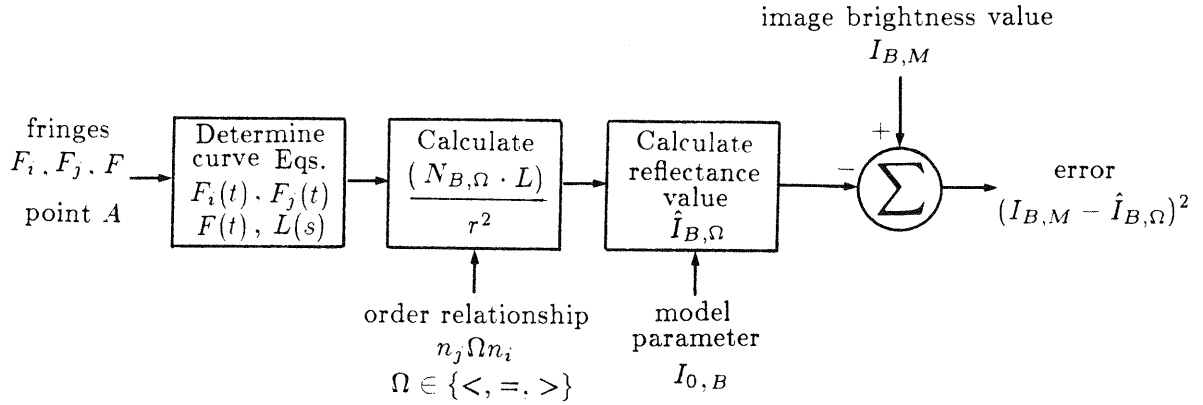 image brightness value
I_{B,M}
fringes
F_i . F_j . F
point A
Determine
curve Eqs.
F_i(t) . F_j(t)
F(t) , L(s)
Calculate
(N_{B,Ω} · L)
r^2
Calculate
reflectance
value
Î_{B,Ω}
+
−
Σ
error
(I_{B,M} − Î_{B,Ω})^2
order relationship
n_j Ω n_i
Ω ∈ {<, =. >}
model
parameter
I_{0,B}